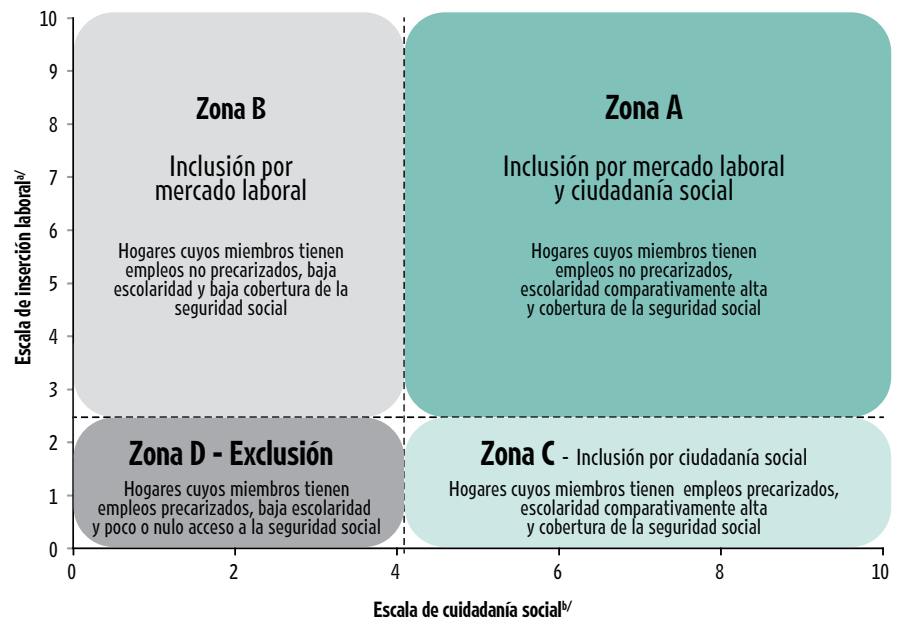 10
9
8
7
6
5
4
3
2
1
0
Escala de inserción laboral a/
Zona B
Inclusión por
mercado laboral
Hogares cuyos miembros tienen
empleos no precarizados, baja
escolaridad y baja cobertura de la
seguridad social
Zona A
Inclusión por mercado laboral
y ciudadanía social
Hogares cuyos miembros tienen
empleos no precarizados,
escolaridad comparativamente alta
y cobertura de la seguridad social
Zona D - Exclusión
Hogares cuyos miembros tienen
empleos precarizados, baja escolaridad
y poco o nulo acceso a la seguridad social
Zona C - Inclusión por ciudadanía social
Hogares cuyos miembros tienen empleos precarizados,
escolaridad comparativamente alta
y cobertura de la seguridad social
0 2 4 6 8 10
Escala de cuidadanía social b/